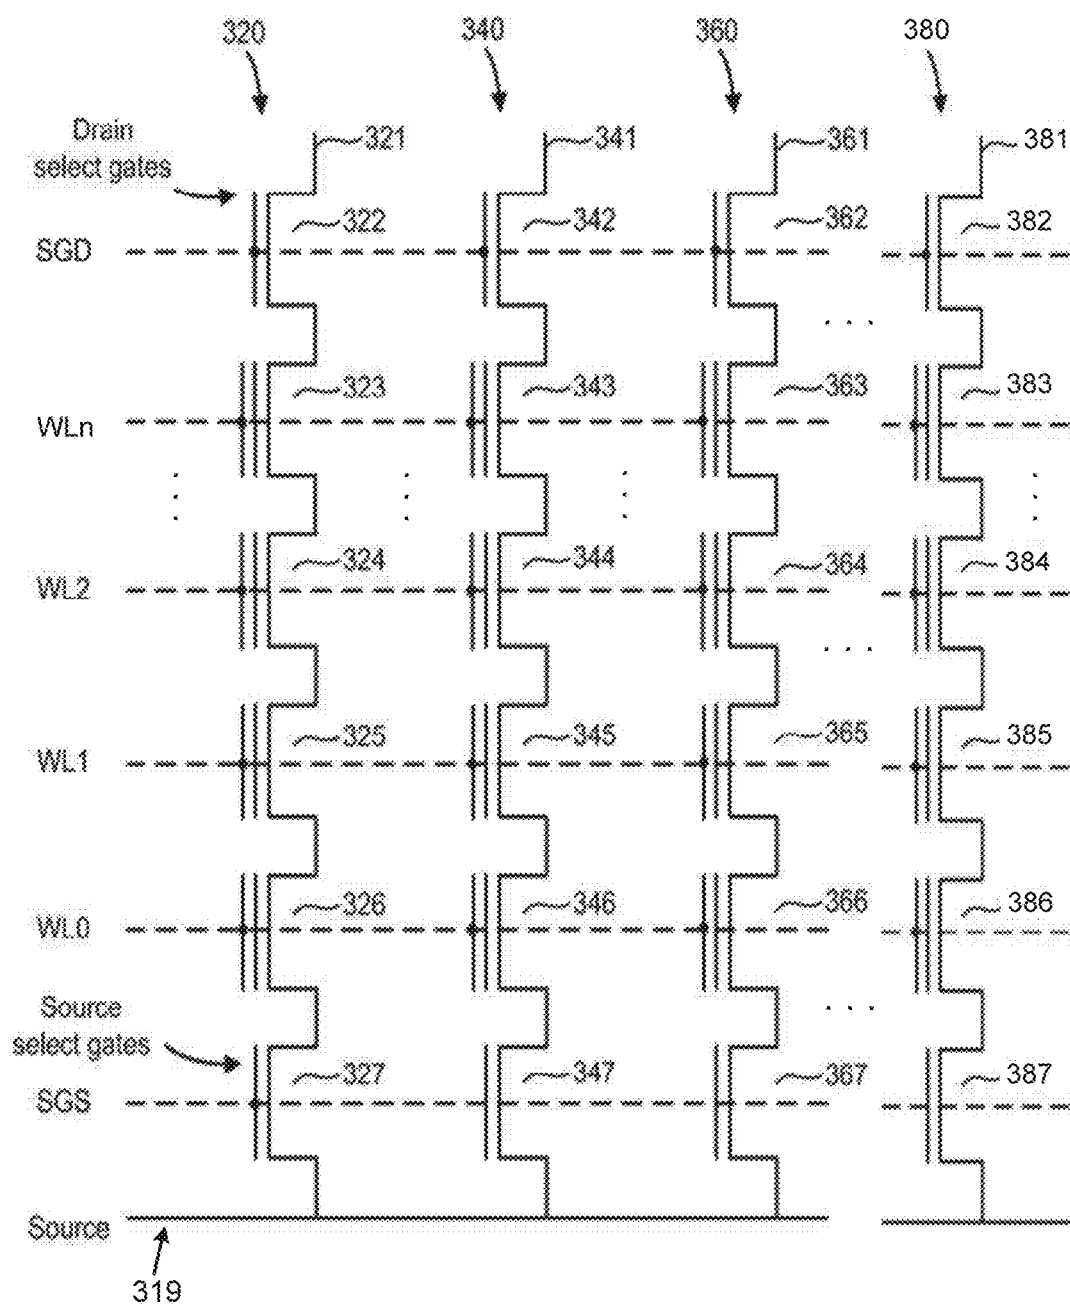 320 340 360 380
Drain
select gates
321 341 361 381
322 342 362 382
SGD
323 343 363 383
WLn
324 344 364 384
WL2
325 345 365 385
WL1
326 346 366 386
WL0
Source
select gates
327 347 367 387
SGS
Source
319